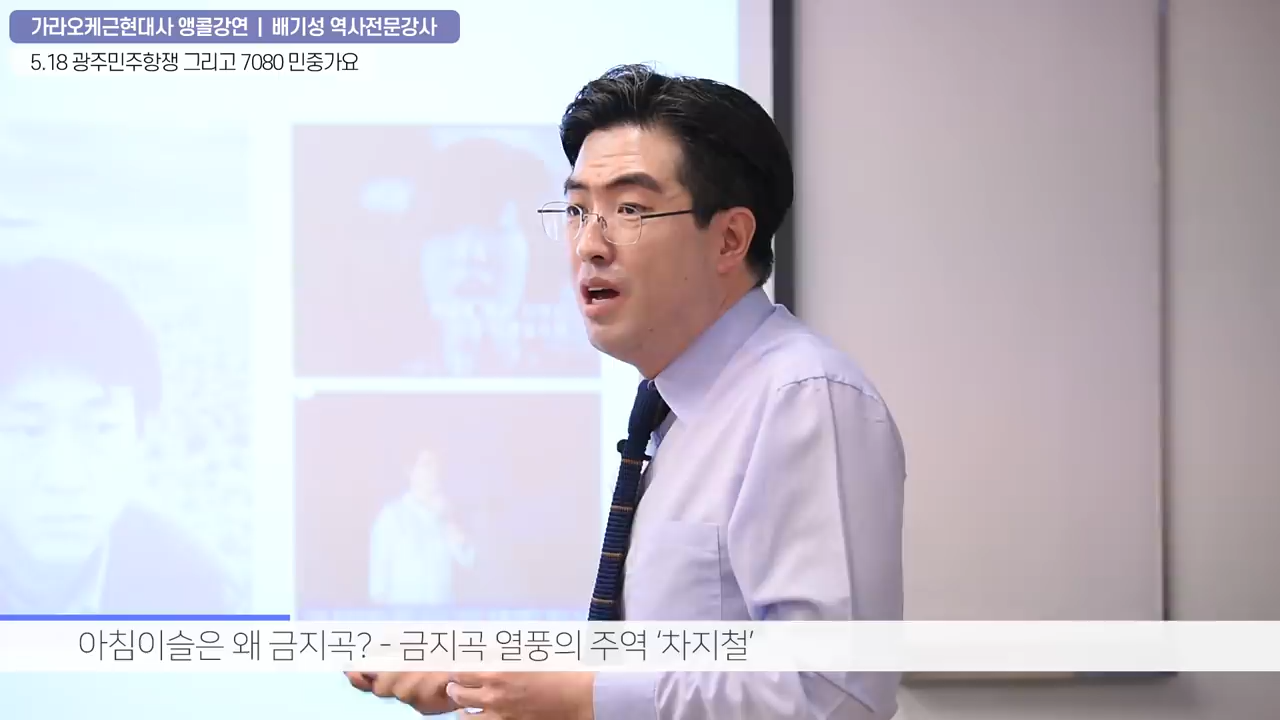 가라오케근현대사 앵콜강연 | 배기성 역사전문강사
5.18 광주민주항쟁 그리고 7080 민중가요
아침이슬은 왜 금지곡? - 금지곡 열풍의 주역 '차지철'